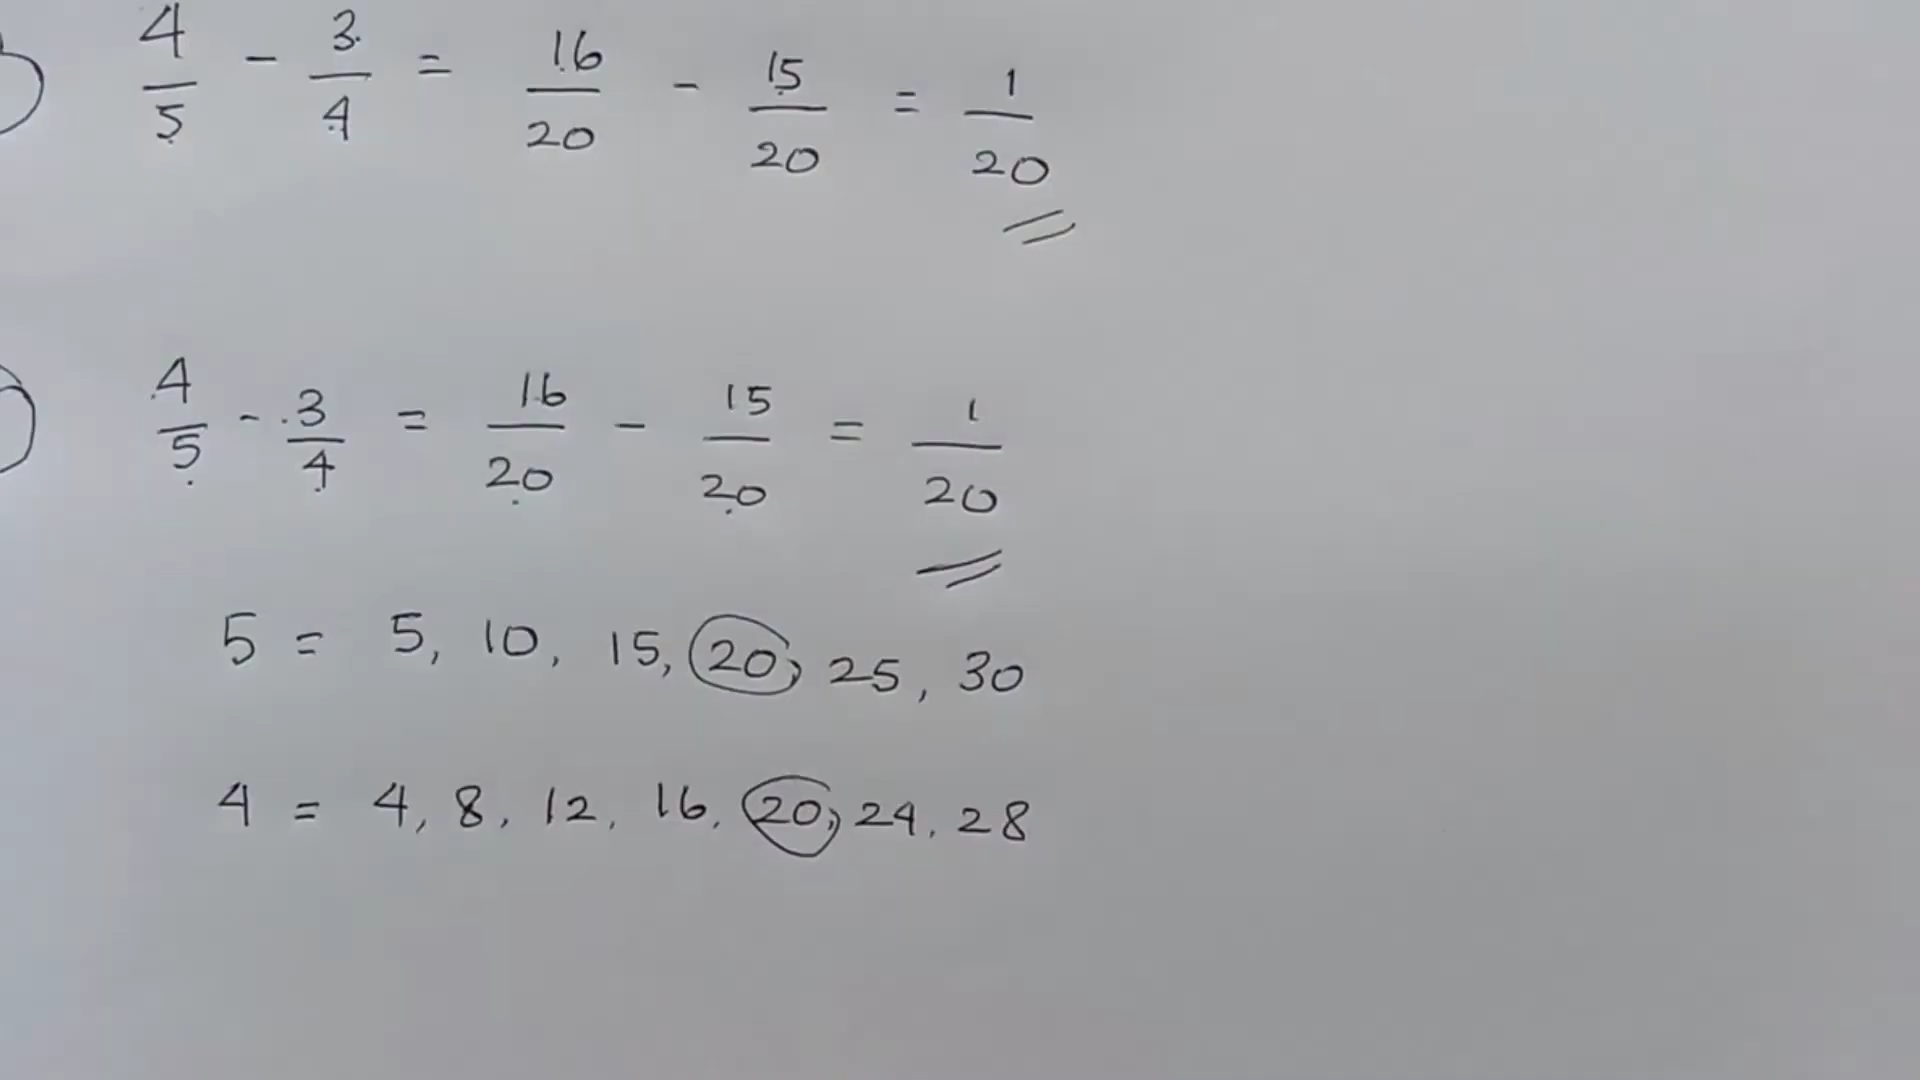 4/5 - 3/4 = 16/20 - 15/20 = 1/20
4/5 - 3/4 = 16/20 - 15/20 = 1/20
5 = 5, 10, 15, 20, 25, 30
4 = 4, 8, 12, 16, 20, 24, 28